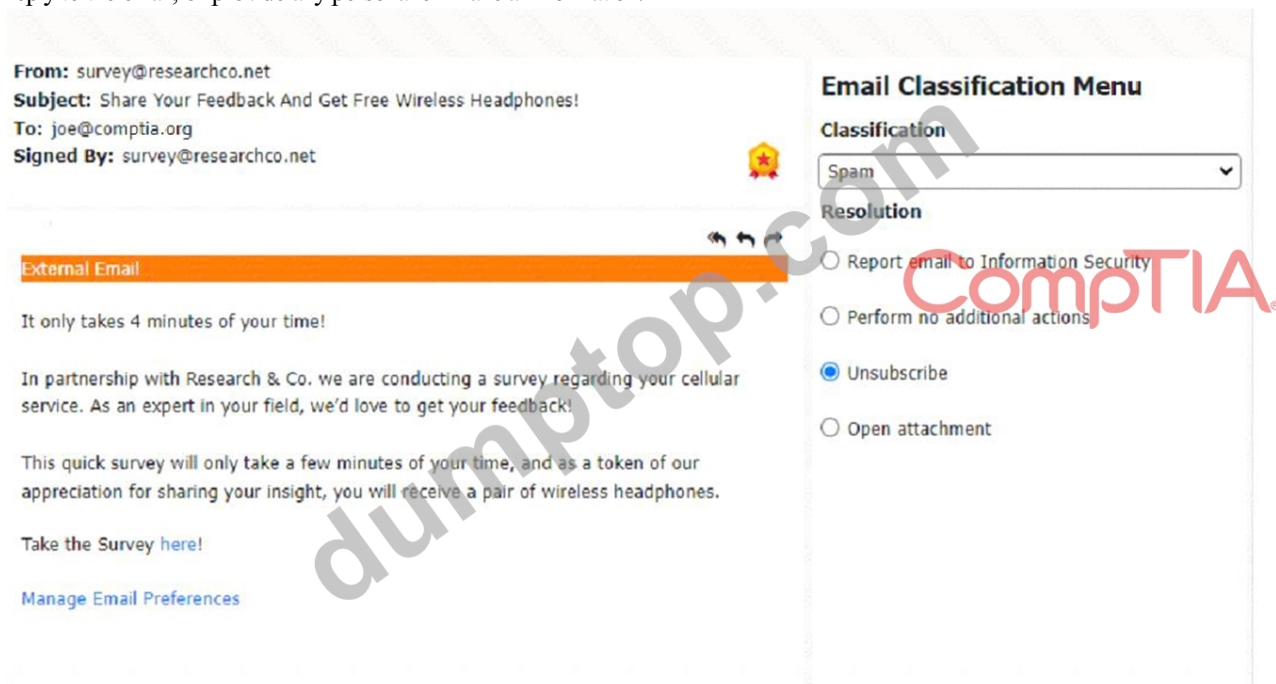 From: survey@researchco.net
Subject: Share Your Feedback And Get Free Wireless Headphones!
To: joe@comptia.org
Signed By: survey@researchco.net
External Email
It only takes 4 minutes of your time!
In partnership with Research & Co. we are conducting a survey regarding your cellular
service. As an expert in your field, we'd love to get your feedback!
This quick survey will only take a few minutes of your time, and as a token of our
appreciation for sharing your insight, you will receive a pair of wireless headphones.
Take the Survey here!
Manage Email Preferences
Email Classification Menu
Classification
Spam
Resolution
Report email to Information Security
Perform no additional actions
Unsubscribe
Open attachment
CompTIA.
dumptop.com